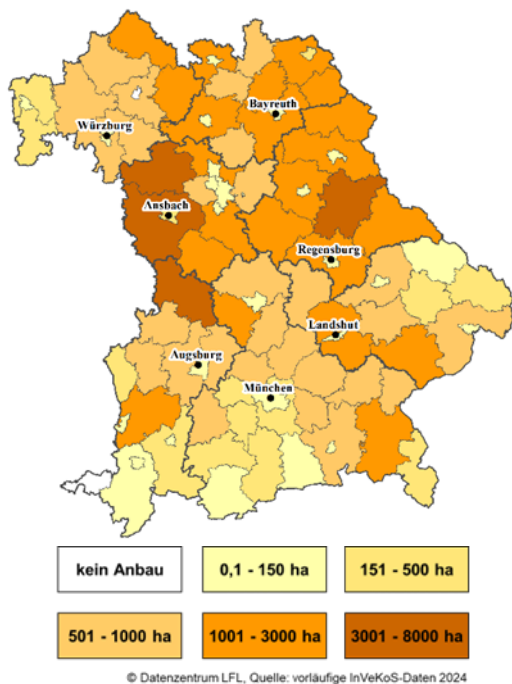 Bayreuth
Würzburg
Ansbach
Regensburg
Landshut
Augsburg
München
kein Anbau
0,1 - 150 ha
151 - 500 ha
501 - 1000 ha
1001 - 3000 ha
3001 - 8000 ha
© Datenzentrum LFL, Quelle: vorläufige InVeKoS-Daten 2024